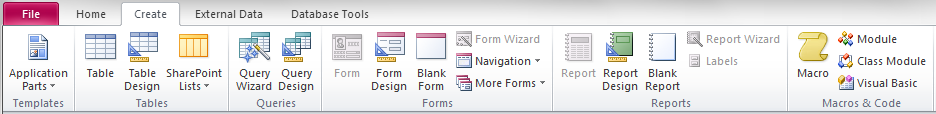 File Home Create External Data Database Tools
Application Parts Table Table Design SharePoint Lists Query Wizard Query Design Form Form Design Blank Form Form Wizard Navigation More Forms Report Report Design Blank Report Report Wizard Labels Macro Module Class Module Visual Basic
Templates Tables Queries Forms Reports Macros & Code